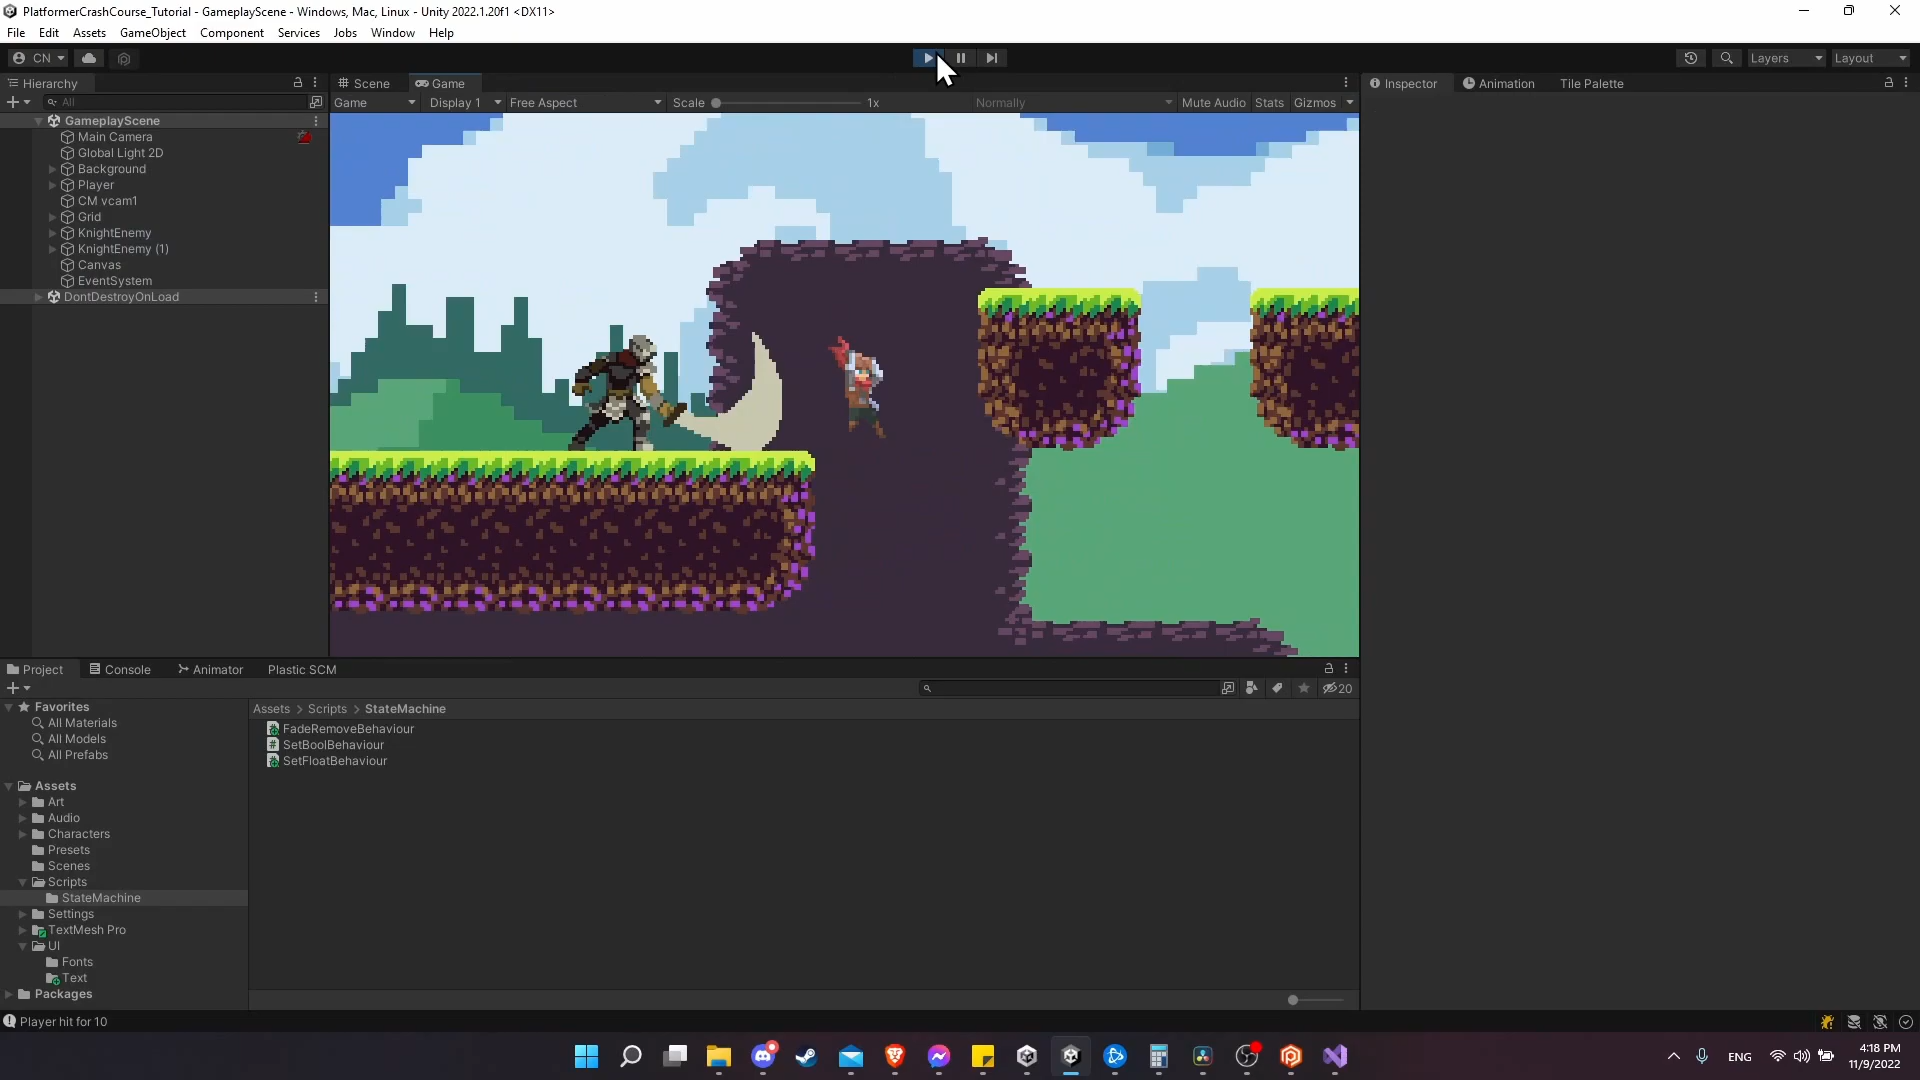 PlatformerCrashCourse_Tutorial - GameplayScene - Windows, Mac, Linux - Unity 2022.1.20f1 <DX11>
File Edit Assets GameObject Component Services Jobs Window Help
CN Layers Layout
Hierarchy Scene Game Inspector Animation Tile Palette
All Game Display 1 Free Aspect Scale 1x Normally Mute Audio Stats Gizmos
GameplayScene
Main Camera
Global Light 2D
Background
Player
CM vcam1
Grid
KnightEnemy
KnightEnemy (1)
Canvas
EventSystem
DontDestroyOnLoad
Project Console Animator Plastic SCM
20
Favorites
All Materials
All Models
All Prefabs
Assets
Art
Audio
Characters
Presets
Scenes
Scripts
StateMachine
Settings
TextMesh Pro
UI
Fonts
Text
Packages
Assets > Scripts > StateMachine
FadeRemoveBehaviour
SetBoolBehaviour
SetFloatBehaviour
Player hit for 10
ENG
4:18 PM
11/9/2022